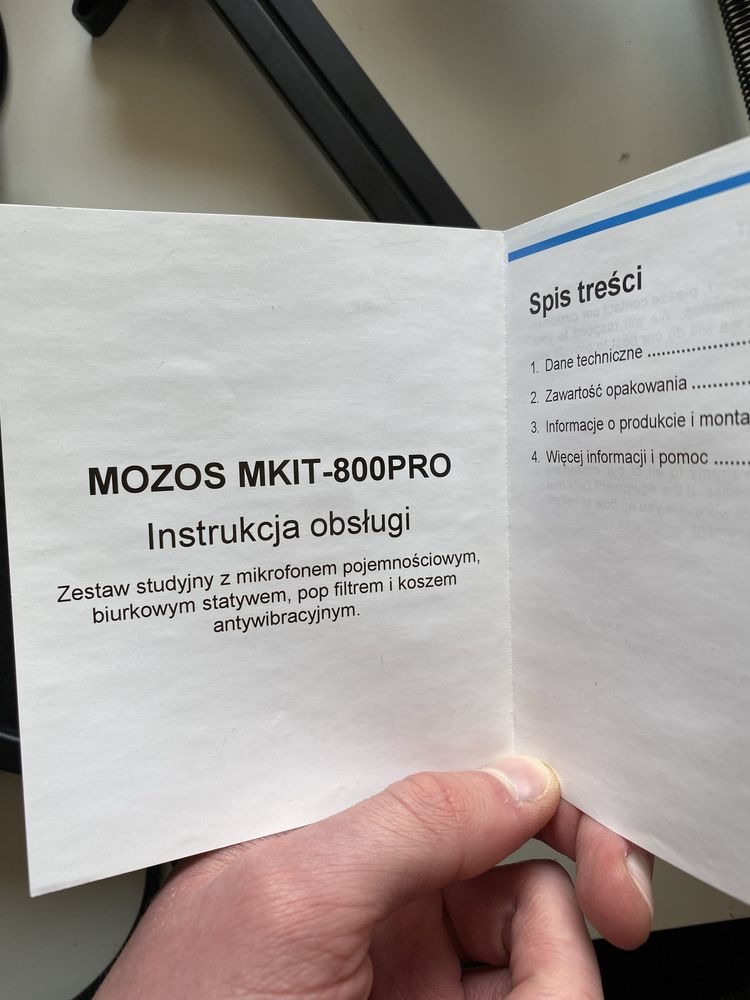 MOZOS MKIT-800PRO
Instrukcja obsługi
Zestaw studyjny z mikrofonem pojemnościowym,
biurkowym statywem, pop filtrem i koszem
antywibracyjnym.
Spis treści
1. Dane techniczne ..................
2. Zawartość opakowania ..........
3. Informacje o produkcie i monta
4. Więcej informacji i pomoc ......